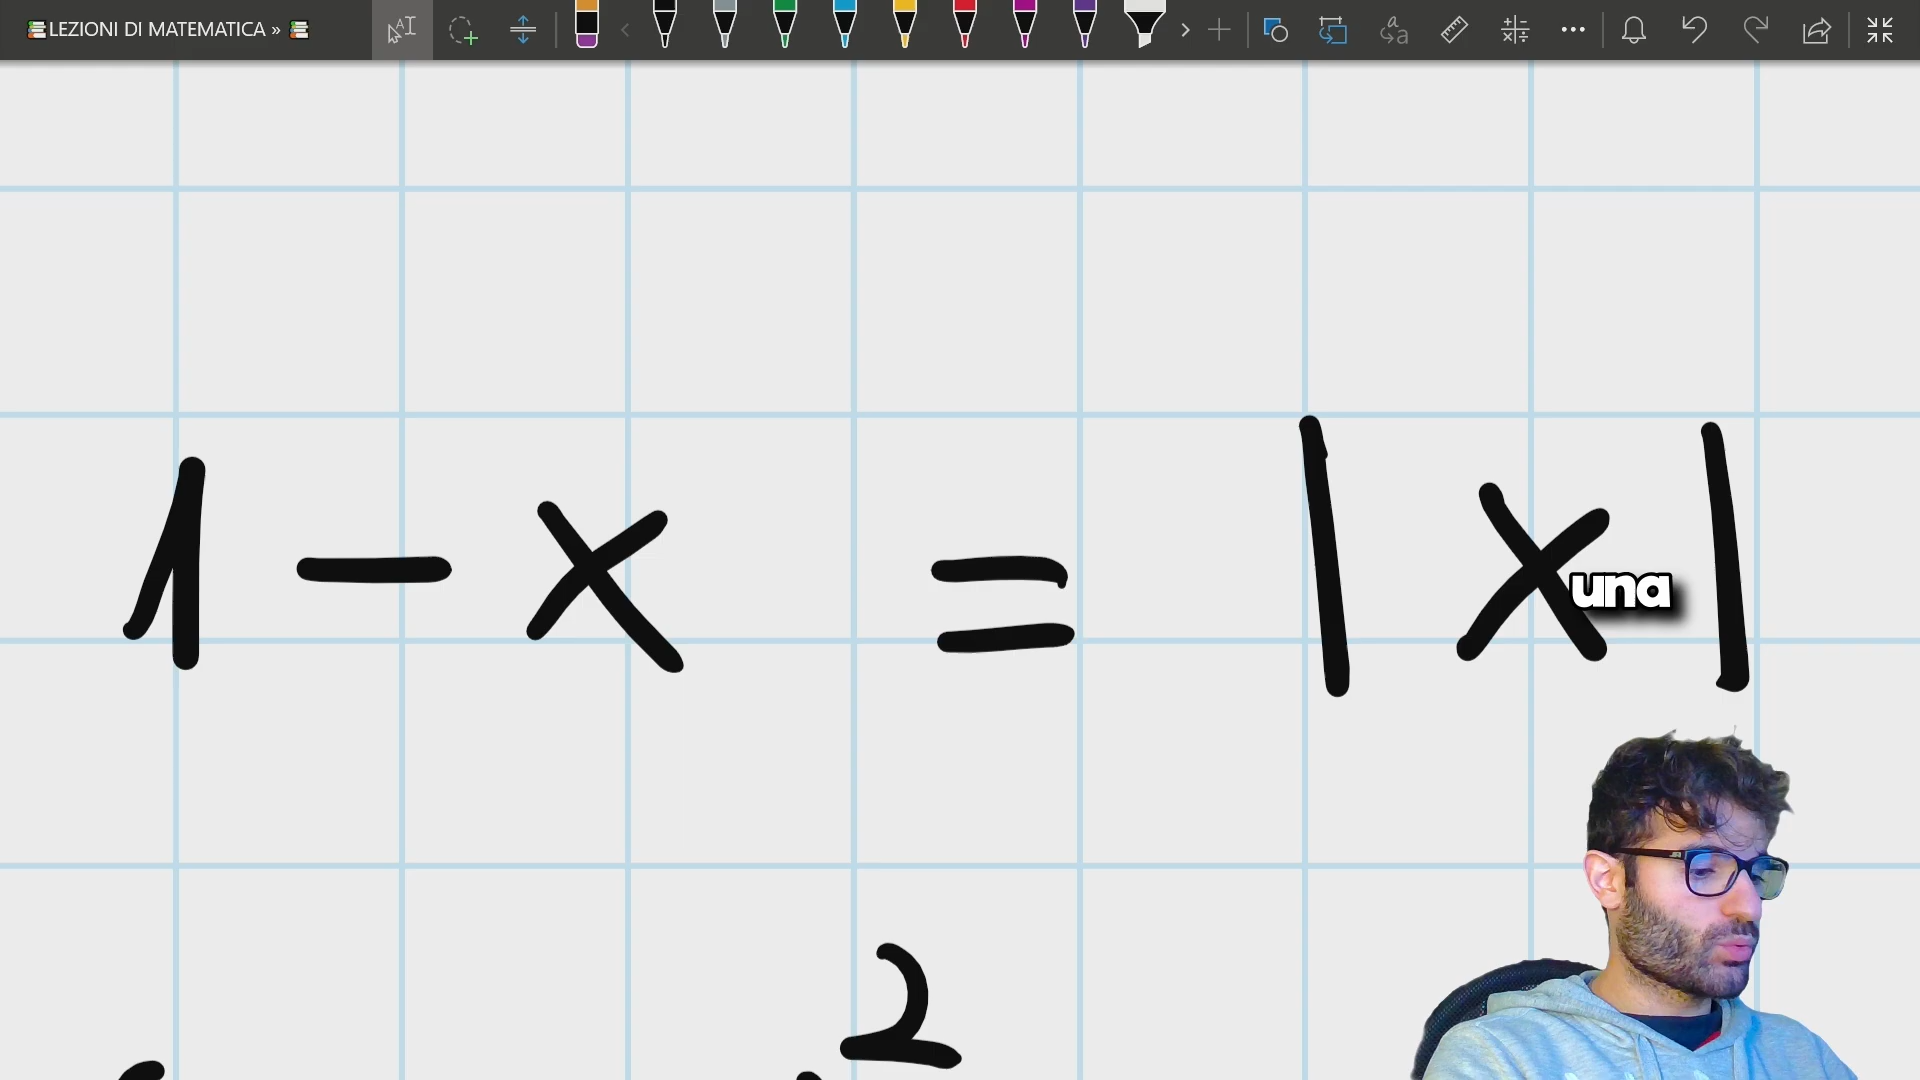 📚LEZIONI DI MATEMATICA » 📚
1 - x = | x |
una
2